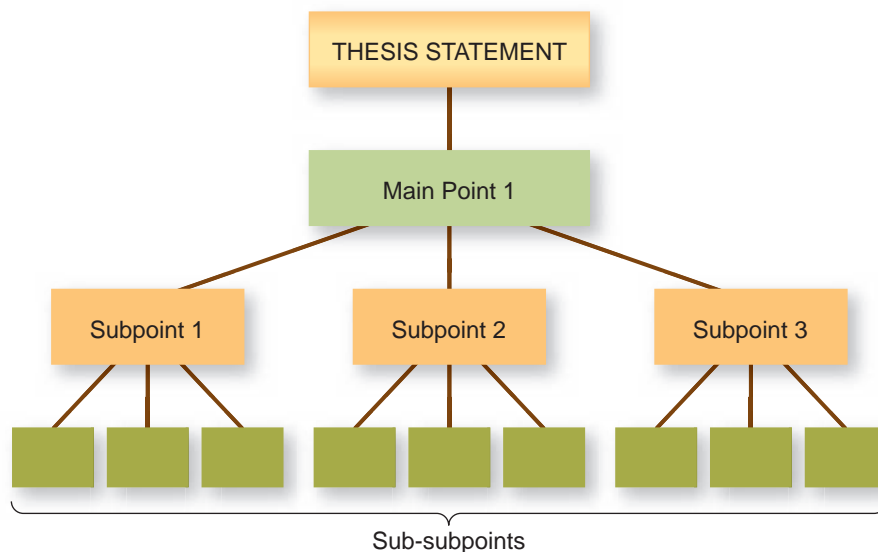 THESIS STATEMENT
Main Point 1
Subpoint 1
Subpoint 2
Subpoint 3
Sub-subpoints